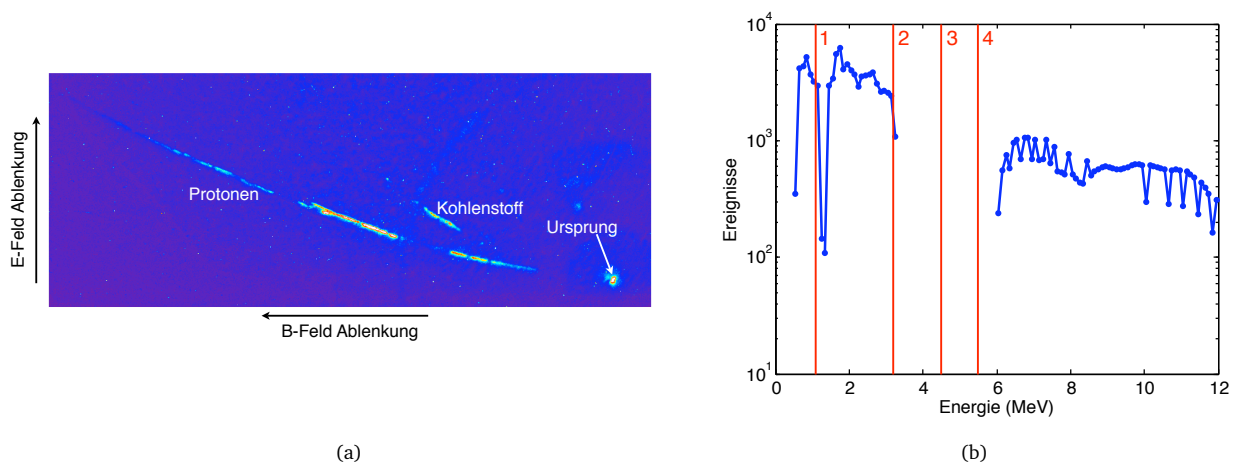 E-Feld Ablenkung
Protonen
Kohlenstoff
Ursprung
B-Feld Ablenkung
(a)
10^4
10^3
10^2
10^1
Ereignisse
1 2 3 4
0 2 4 6 8 10 12
Energie (MeV)
(b)